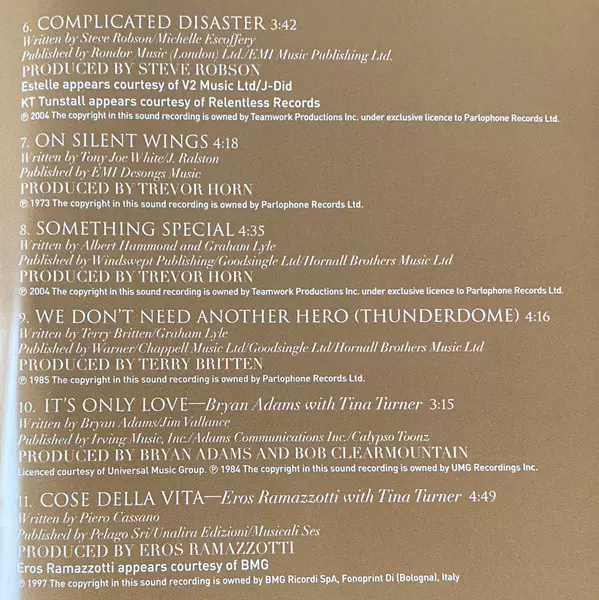 6. COMPLICATED DISASTER 3:42
Written by Steve Robson/Michelle Escoffery
Published by Rondor Music (London) Ltd./EMI Music Publishing Ltd.
PRODUCED BY STEVE ROBSON
Estelle appears courtesy of V2 Music Ltd/J-Did
KT Tunstall appears courtesy of Relentless Records
℗ 2004 The copyright in this sound recording is owned by Teamwork Productions Inc. under exclusive licence to Parlophone Records Ltd.
7. ON SILENT WINGS 4:18
Written by Tony Joe White/J. Ralston
Published by EMI Desongs Music
PRODUCED BY TREVOR HORN
℗ 1973 The copyright in this sound recording is owned by Parlophone Records Ltd.
8. SOMETHING SPECIAL 4:35
Written by Albert Hammond and Graham Lyle
Published by Windswept Publishing/Goodsingle Ltd/Hornall Brothers Music Ltd
PRODUCED BY TREVOR HORN
℗ 2004 The copyright in this sound recording is owned by Teamwork Productions Inc. under exclusive licence to Parlophone Records Ltd.
9. WE DON'T NEED ANOTHER HERO (THUNDERDOME) 4:16
Written by Terry Britten/Graham Lyle
Published by Warner/Chappell Music Ltd/Goodsingle Ltd/Hornall Brothers Music Ltd
PRODUCED BY TERRY BRITTEN
℗ 1985 The copyright in this sound recording is owned by Parlophone Records Ltd.
10. IT'S ONLY LOVE—Bryan Adams with Tina Turner 3:15
Written by Bryan Adams/Jim Vallance
Published by Irving Music, Inc./Adams Communications Inc./Calypso Toonz
PRODUCED BY BRYAN ADAMS AND BOB CLEARMOUNTAIN
Licenced courtesy of Universal Music Group. ℗ 1984 The copyright in this sound recording is owned by UMG Recordings Inc.
11. COSE DELLA VITA—Eros Ramazzotti with Tina Turner 4:49
Written by Piero Cassano
Published by Pelago Sri/Unalira Edizioni/Musicali Ses
PRODUCED BY EROS RAMAZZOTTI
Eros Ramazzotti appears courtesy of BMG
℗ 1997 The copyright in this sound recording is owned by BMG Ricordi SpA, Fonoprint Di (Bologna), Italy